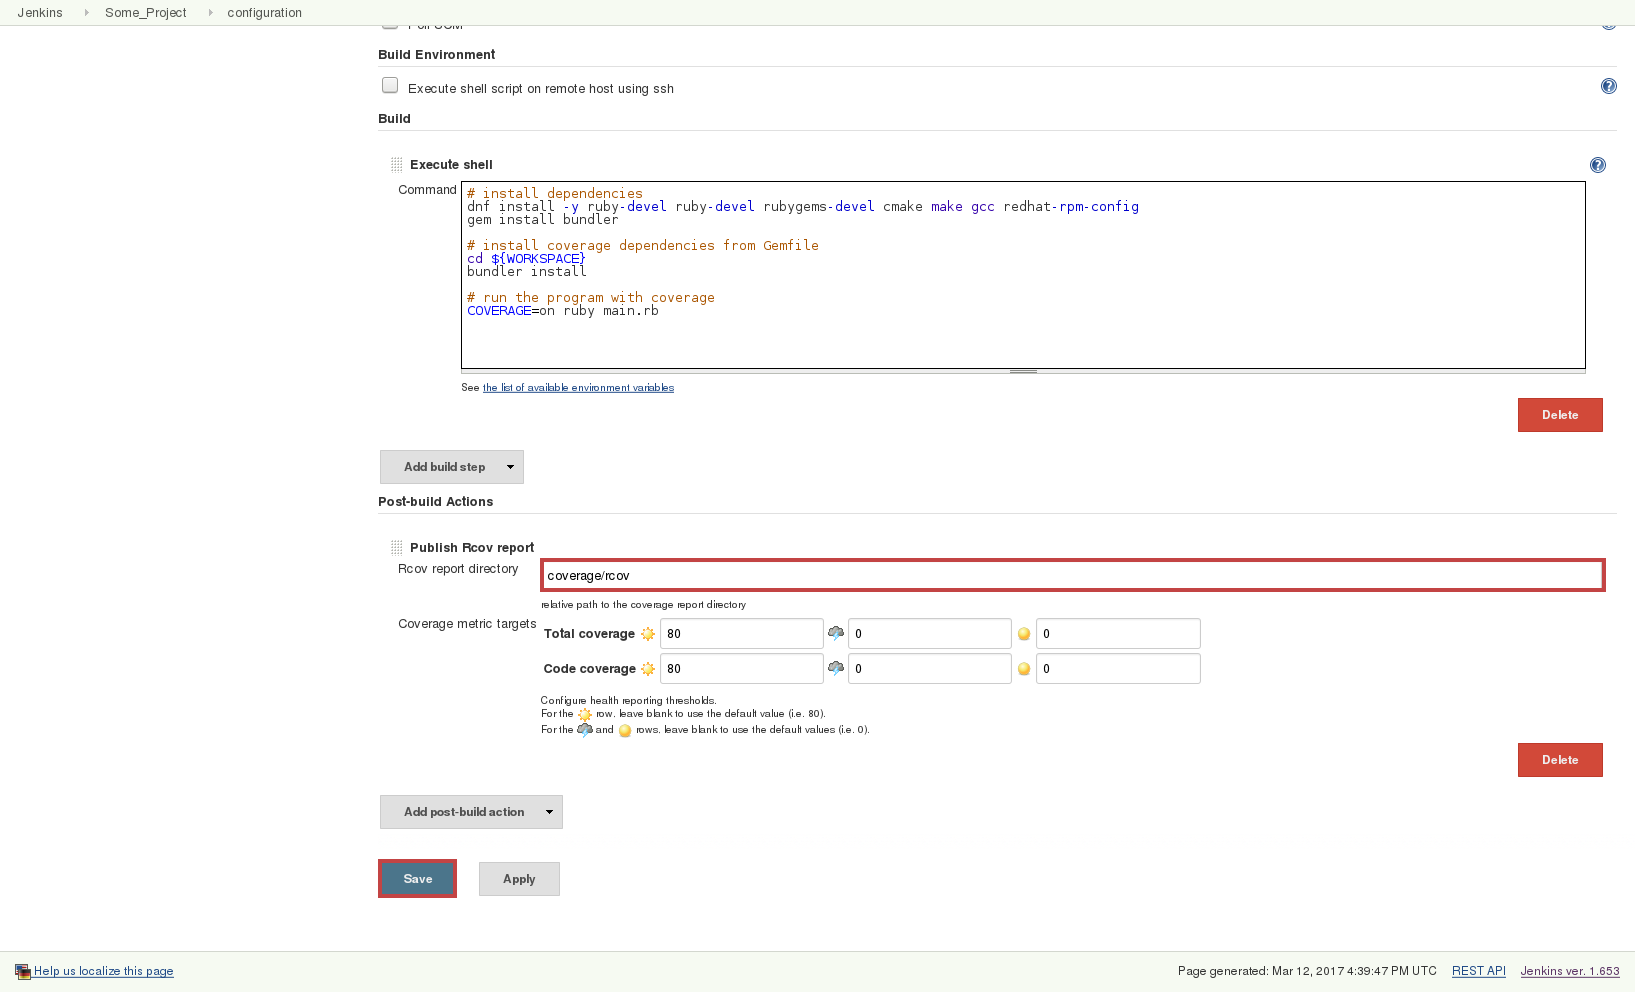 Jenkins Some_Project configuration
Poll SCM
Build Environment
Execute shell script on remote host using ssh
Build
Execute shell
Command
# install dependencies
dnf install -y ruby-devel ruby-devel rubygems-devel cmake make gcc redhat-rpm-config
gem install bundler
# install coverage dependencies from Gemfile
cd ${WORKSPACE}
bundler install
# run the program with coverage
COVERAGE=on ruby main.rb
See the list of available environment variables
Delete
Add build step
Post-build Actions
Publish Rcov report
Rcov report directory coverage/rcov
relative path to the coverage report directory
Coverage metric targets
Total coverage 80 0 0
Code coverage 80 0 0
Configure health reporting thresholds.
For the row, leave blank to use the default value (i.e. 80).
For the and rows, leave blank to use the default values (i.e. 0).
Delete
Add post-build action
Save Apply
Help us localize this page Page generated: Mar 12, 2017 4:39:47 PM UTC REST API Jenkins ver. 1.653